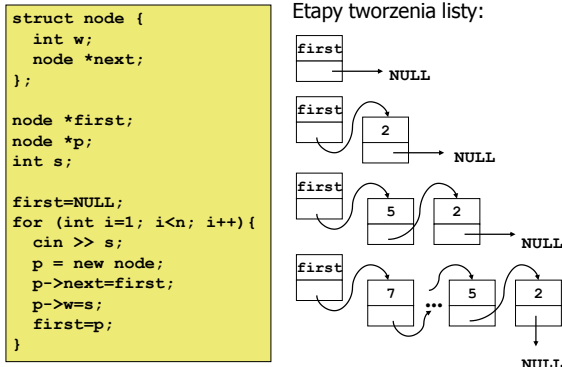 struct node {
int w;
node *next;
};
node *first;
node *p;
int s;
first=NULL;
for (int i=1; i<n; i++){
cin >> s;
p = new node;
p->next=first;
p->w=s;
first=p;
}
Etapy tworzenia listy:
first
NULL
first
2
NULL
first
5 2
NULL
first
7 ... 5 2
NULL